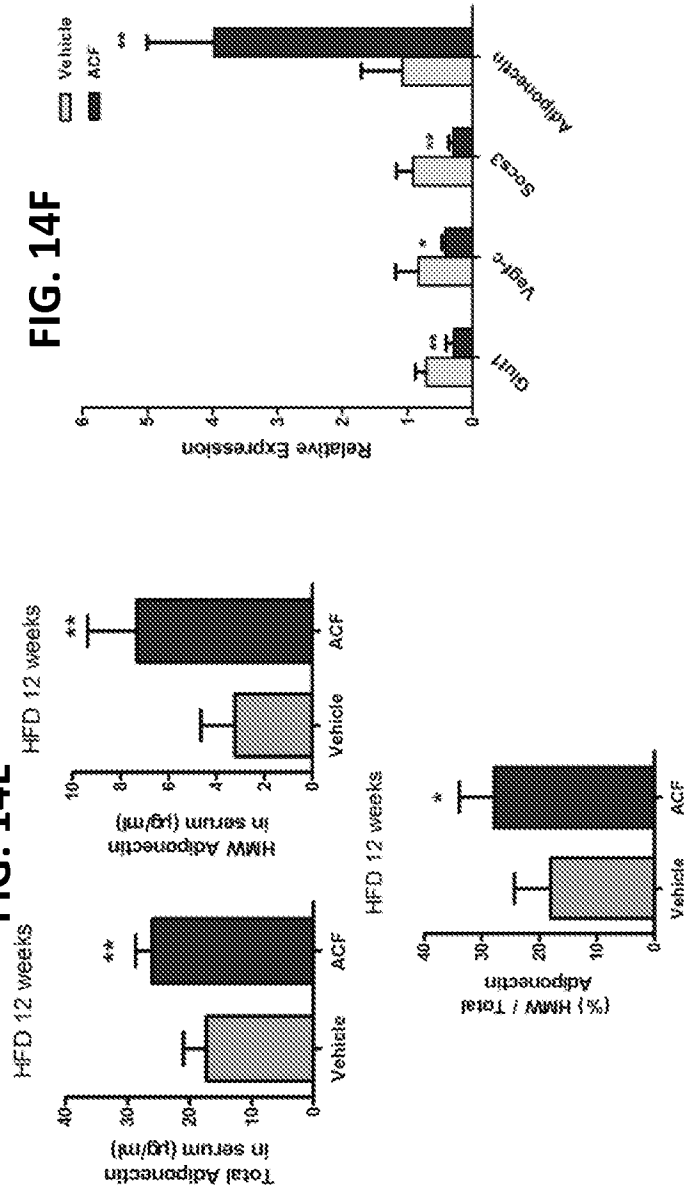 FIG. 14E
HFD 12 weeks
Total Adiponectin
in serum (µg/ml)
40
20
0
**
Vehicle
ACF
HFD 12 weeks
HMW Adiponectin
in serum (µg/ml)
10
8
6
4
2
0
**
Vehicle
ACF
HFD 12 weeks
(%) HMW / Total
Adiponectin
40
30
20
10
0
*
Vehicle
ACF
FIG. 14F
Vehicle
ACF
Relative Expression
6
5
4
3
2
1
0
**
*
**
**
Glut1
Vegf-c
Socs3
Adiponectin